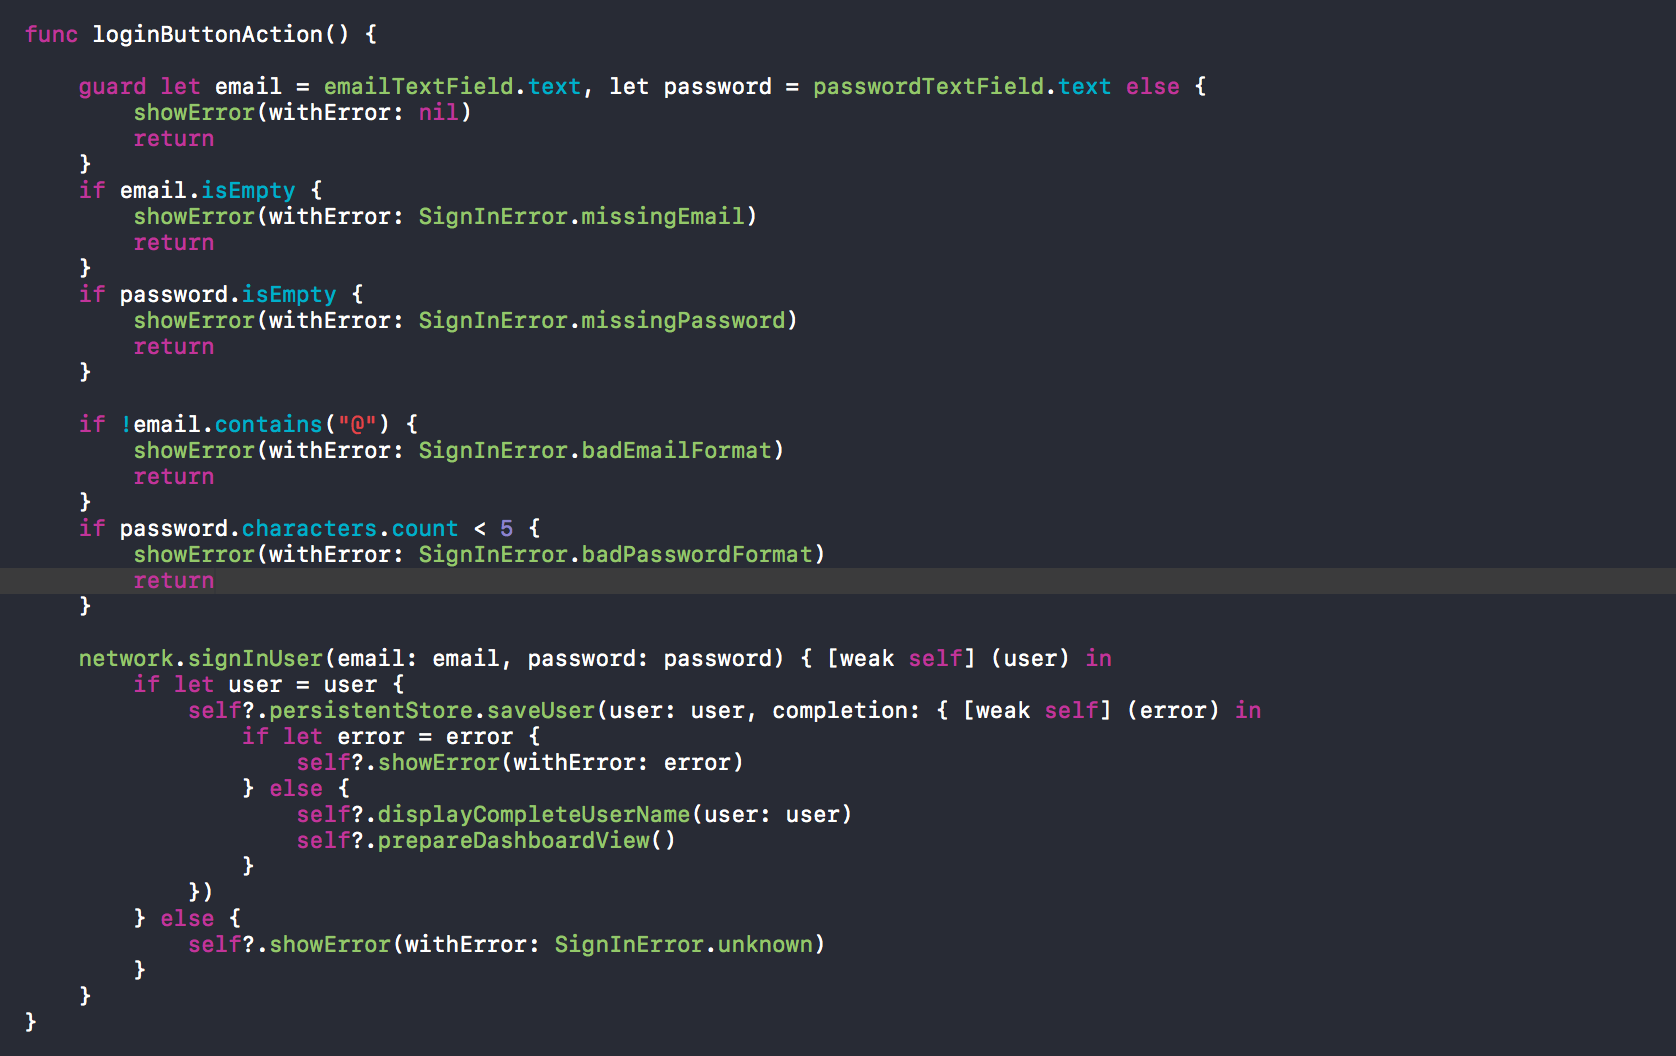 func loginButtonAction() {

    guard let email = emailTextField.text, let password = passwordTextField.text else {
        showError(withError: nil)
        return
    }
    if email.isEmpty {
        showError(withError: SignInError.missingEmail)
        return
    }
    if password.isEmpty {
        showError(withError: SignInError.missingPassword)
        return
    }

    if !email.contains("@") {
        showError(withError: SignInError.badEmailFormat)
        return
    }
    if password.characters.count < 5 {
        showError(withError: SignInError.badPasswordFormat)
        return
    }

    network.signInUser(email: email, password: password) { [weak self] (user) in
        if let user = user {
            self?.persistentStore.saveUser(user: user, completion: { [weak self] (error) in
                if let error = error {
                    self?.showError(withError: error)
                } else {
                    self?.displayCompleteUserName(user: user)
                    self?.prepareDashboardView()
                }
            })
        } else {
            self?.showError(withError: SignInError.unknown)
        }
    }
}